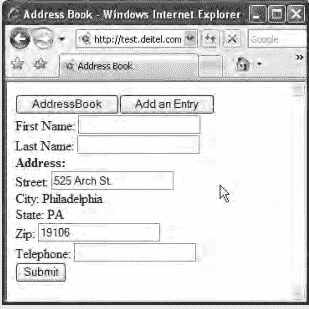 Address Book - Windows Internet Explorer
http://test.deitel.com
Google
Address Book
AddressBook Add an Entry
First Name:
Last Name:
Address:
Street: 525 Arch St.
City: Philadelphia
State: PA
Zip: 19106
Telephone:
Submit